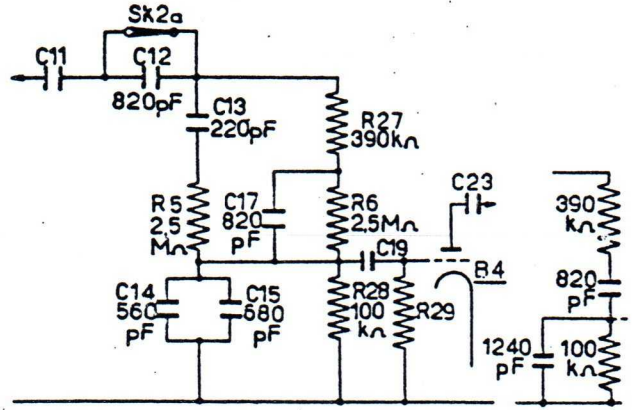 Sk2a
C11
C12
820pF
C13
220pF
R27
390kΩ
R5
2,5
MΩ
C17
820
pF
R6
2,5MΩ
C23
C19
B4
390
kΩ
820
pF
C14
560
pF
C15
680
pF
R28
100
kΩ
R29
1240
pF
100
kΩ